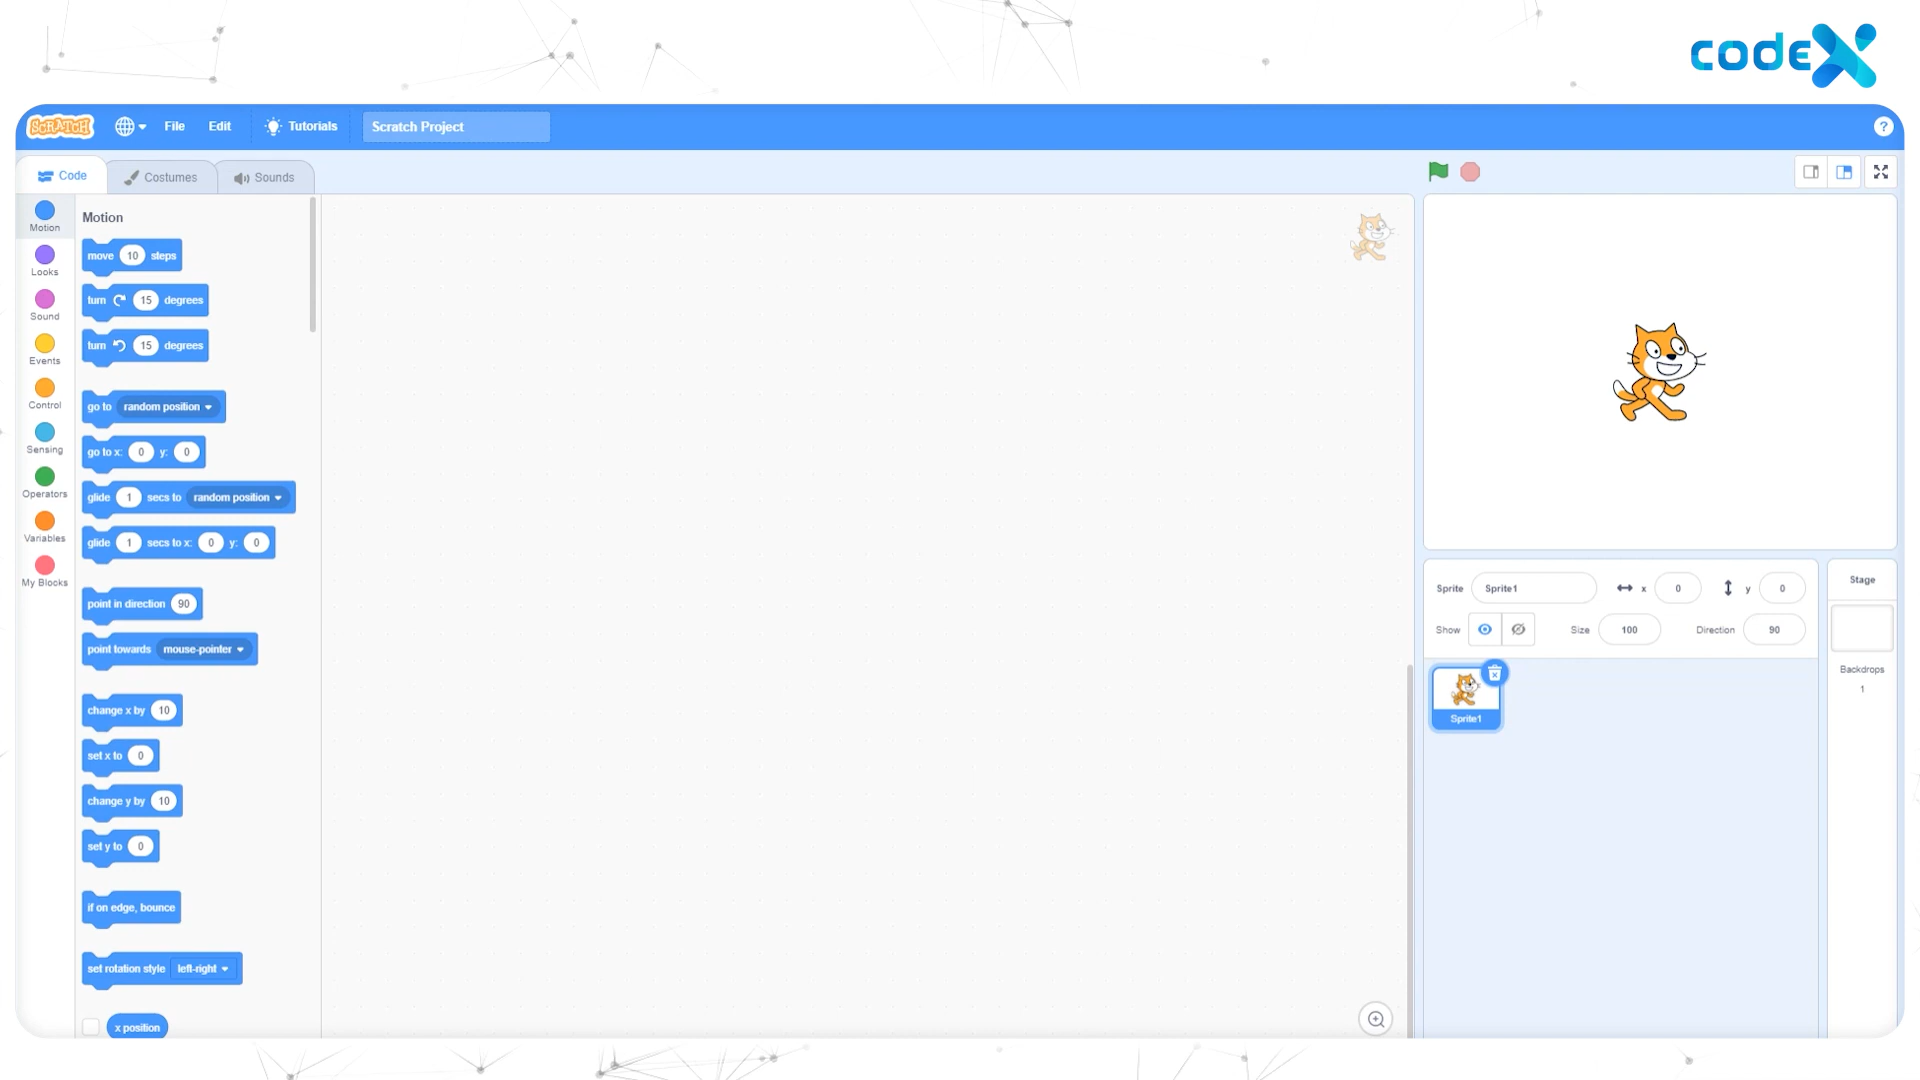 codeX
SCRATCH File Edit Tutorials Scratch Project ?
Code Costumes Sounds
Motion
Looks
Sound
Events
Control
Sensing
Operators
Variables
My Blocks
Motion
move 10 steps
turn 15 degrees
turn 15 degrees
go to random position
go to x: 0 y: 0
glide 1 secs to random position
glide 1 secs to x: 0 y: 0
point in direction 90
point towards mouse-pointer
change x by 10
set x to 0
change y by 10
set y to 0
if on edge, bounce
set rotation style left-right
x position
Sprite Sprite1 x 0 y 0
Show Size 100 Direction 90
Sprite1
Stage
Backdrops
1